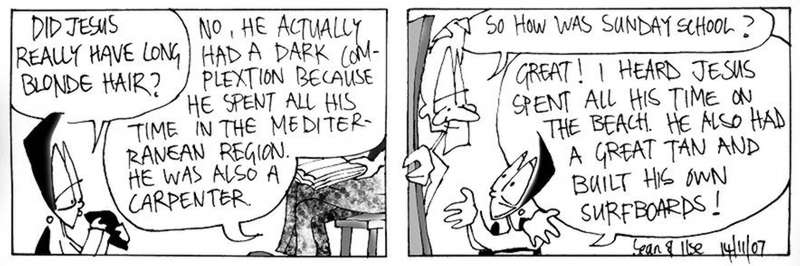 DID JESUS
REALLY HAVE LONG
BLONDE HAIR?
NO, HE ACTUALLY
HAD A DARK COM-
PLEXTION BECAUSE
HE SPENT ALL HIS
TIME IN THE MEDITER-
RANEAN REGION.
HE WAS ALSO A
CARPENTER.
SO HOW WAS SUNDAY SCHOOL?
GREAT! I HEARD JESUS
SPENT ALL HIS TIME ON
THE BEACH. HE ALSO HAD
A GREAT TAN AND
BUILT HIS OWN
SURFBOARDS!
Sean & Ilse 14/11/07